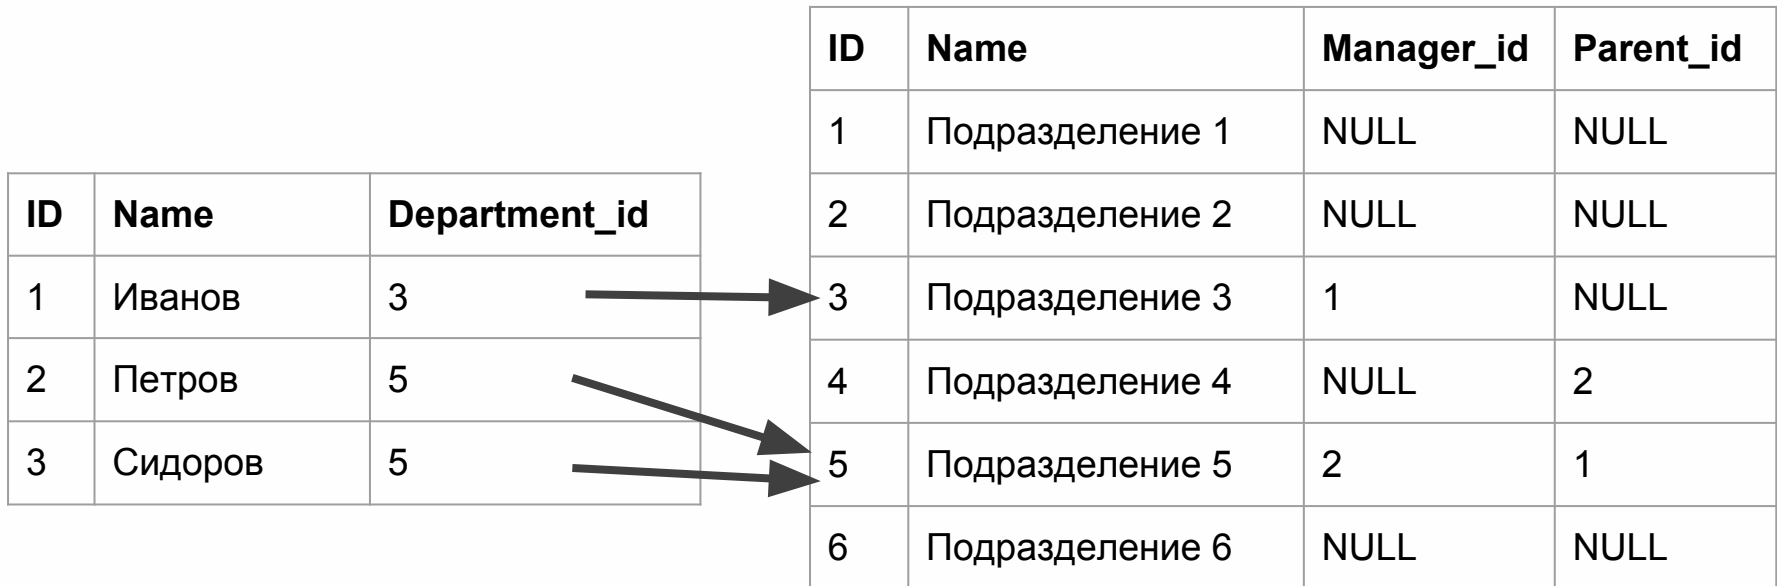 ID Name Department_id
1 Иванов 3
2 Петров 5
3 Сидоров 5
ID Name Manager_id Parent_id
1 Подразделение 1 NULL NULL
2 Подразделение 2 NULL NULL
3 Подразделение 3 1 NULL
4 Подразделение 4 NULL 2
5 Подразделение 5 2 1
6 Подразделение 6 NULL NULL